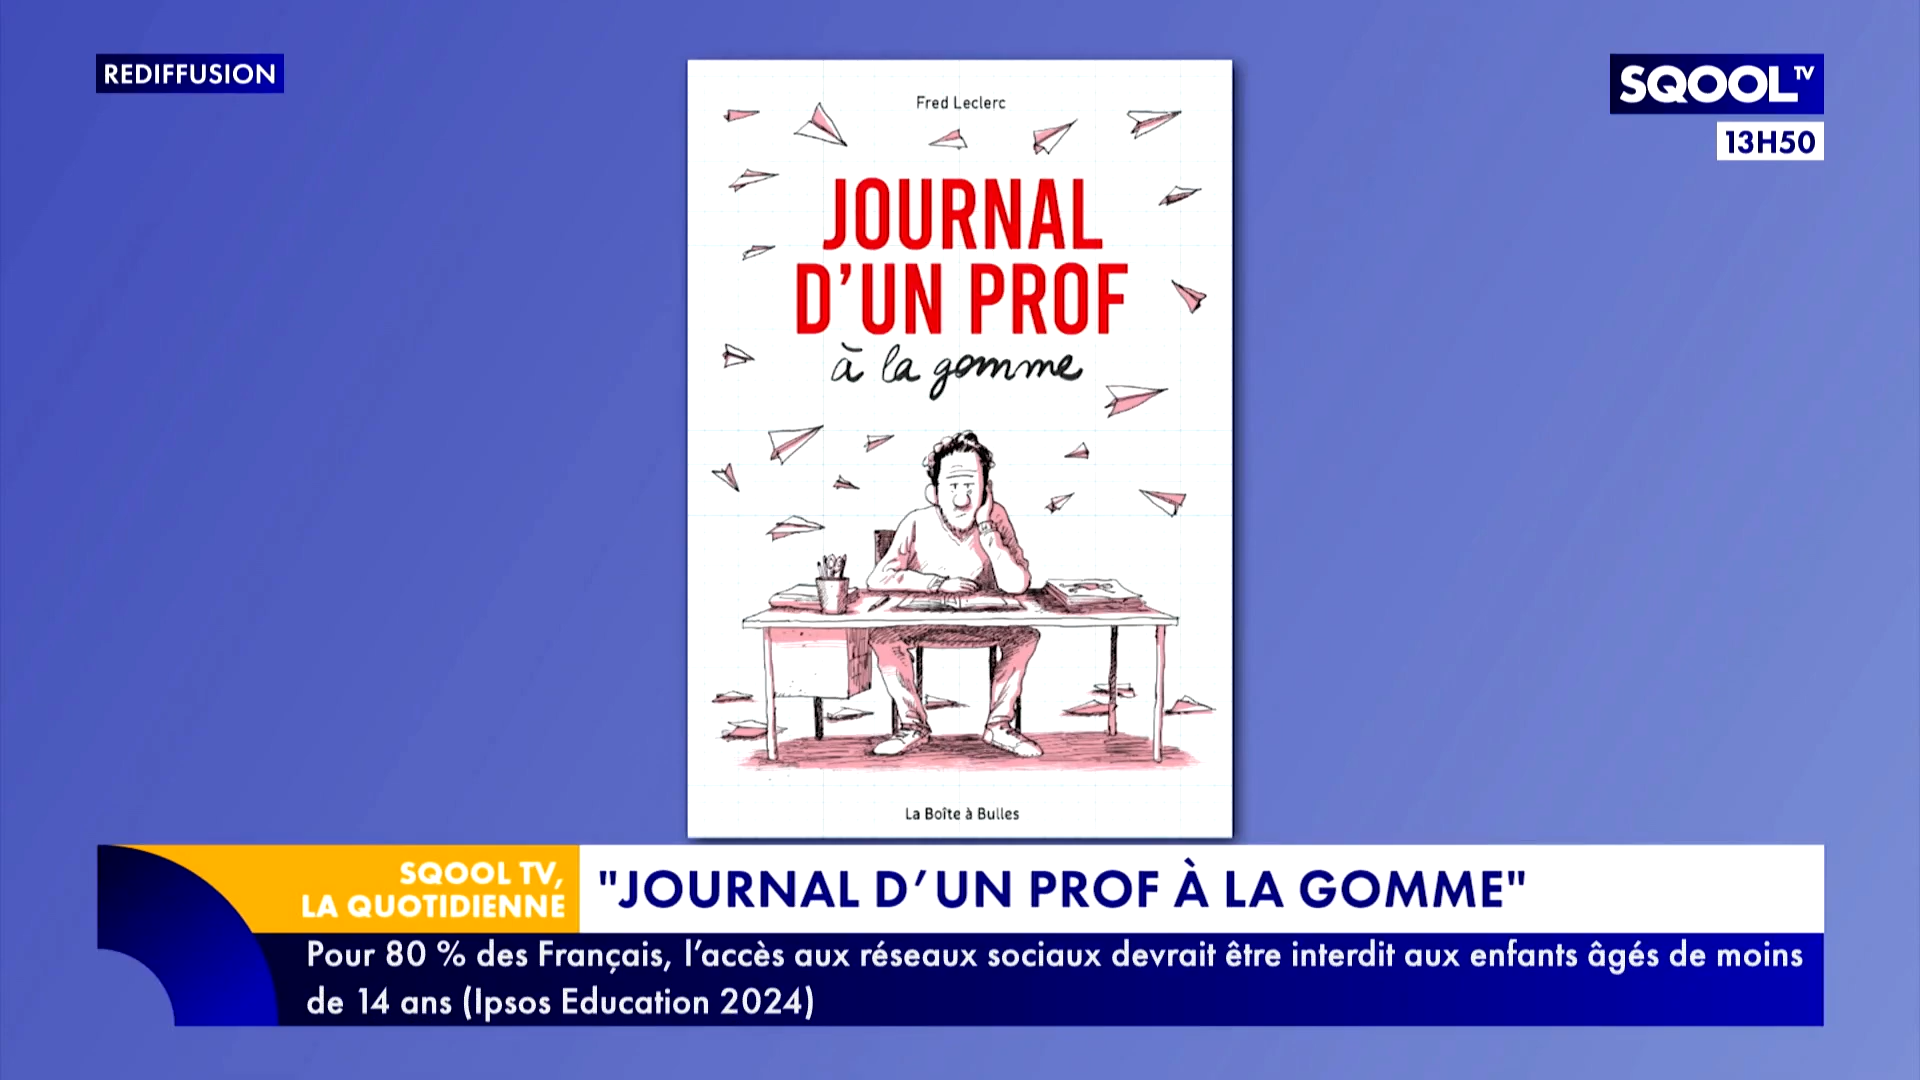 REDIFFUSION
SQOOL TV
13H50
Fred Leclerc
JOURNAL
D'UN PROF
à la gomme
La Boîte à Bulles
SQOOL TV,
LA QUOTIDIENNE
"JOURNAL D'UN PROF À LA GOMME"
Pour 80 % des Français, l'accès aux réseaux sociaux devrait être interdit aux enfants âgés de moins
de 14 ans (Ipsos Education 2024)